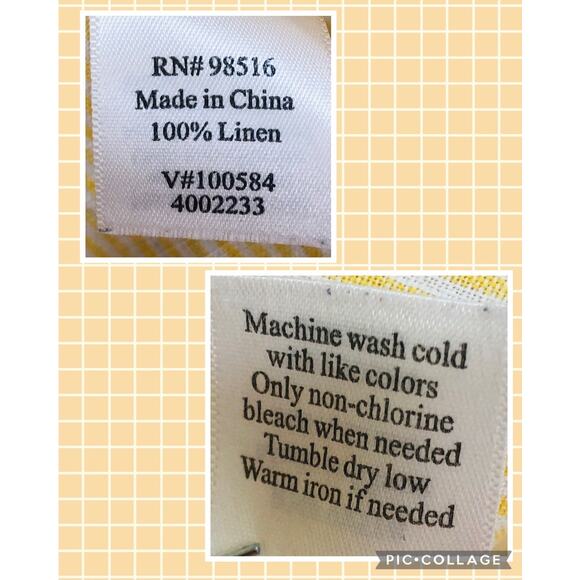 RN# 98516
Made in China
100% Linen
V#100584
4002233
Machine wash cold
with like colors
Only non-chlorine
bleach when needed
Tumble dry low
Warm iron if needed
PIC•COLLAGE